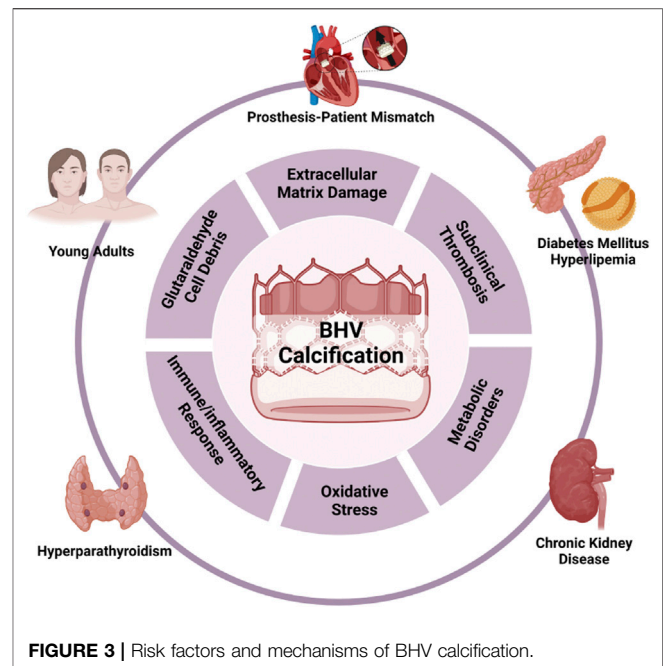 Prosthesis-Patient Mismatch
Young Adults
Diabetes Mellitus
Hyperlipemia
Extracellular
Matrix Damage
Glutaraldehyde
Cell Debris
Subclinical
Thrombosis
BHV
Calcification
Immune/inflammatory
Response
Metabolic
Disorders
Oxidative
Stress
Hyperparathyroidism
Chronic Kidney
Disease
FIGURE 3 | Risk factors and mechanisms of BHV calcification.